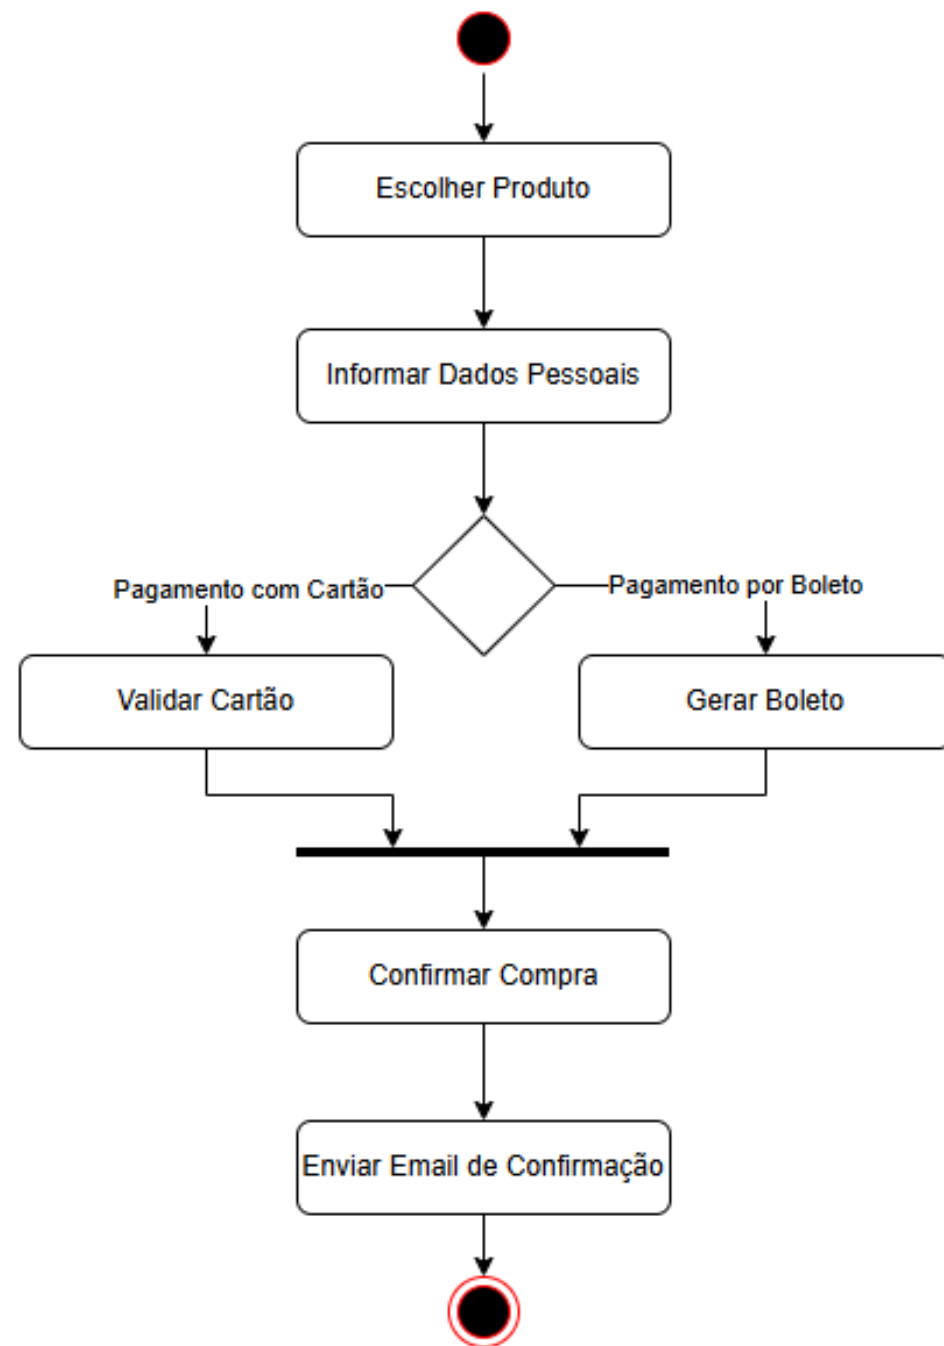 Escolher Produto
Informar Dados Pessoais
Pagamento com Cartão
Pagamento por Boleto
Validar Cartão
Gerar Boleto
Confirmar Compra
Enviar Email de Confirmação